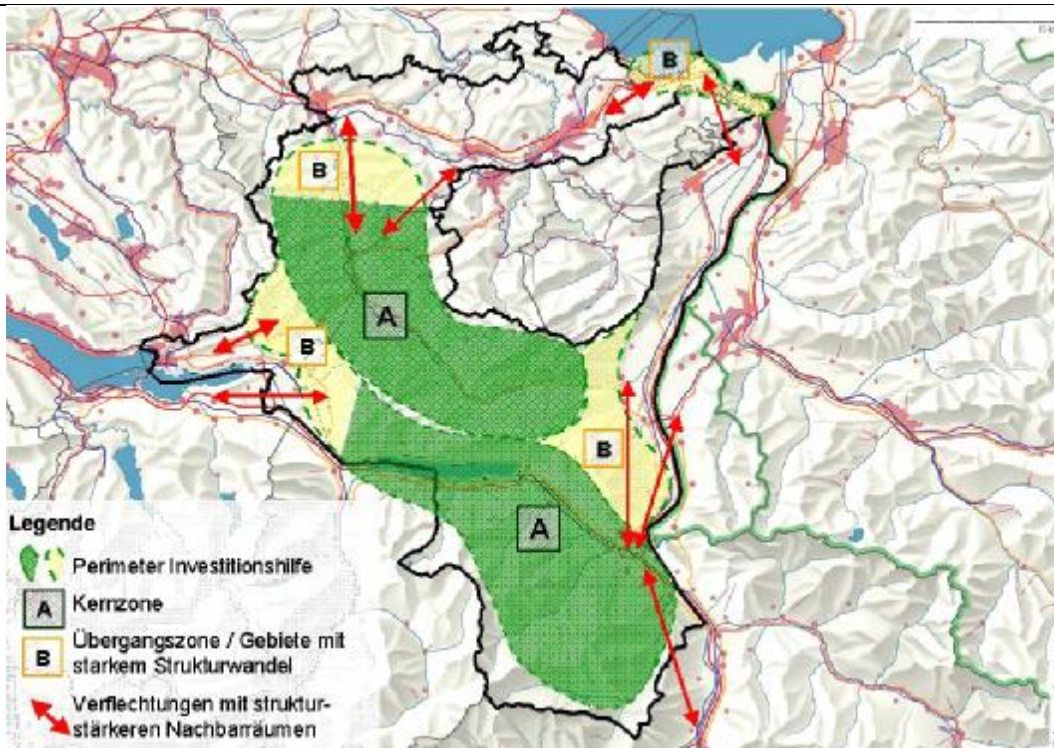 B
B
A
B
B
A
Legende
Perimeter Investitionshilfe
A Kernzone
B Übergangszone / Gebiete mit
starkem Strukturwandel
Verflechtungen mit struktur-
stärkeren Nachbarräumen